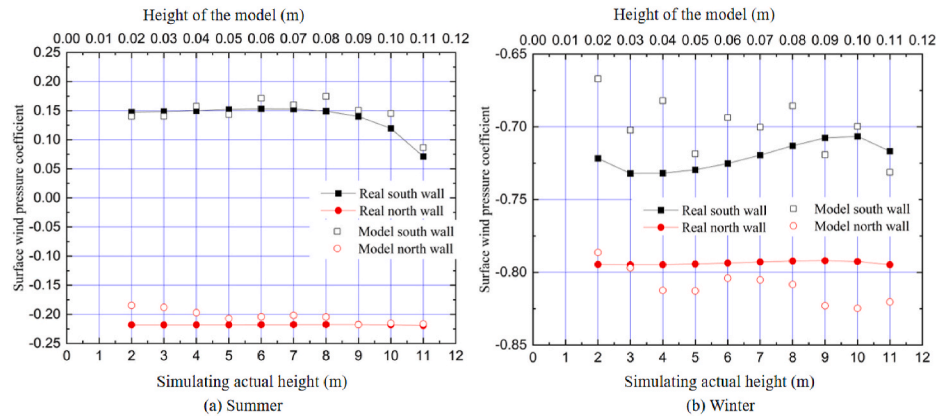 (a)
Height of the model (m)
0.00 0.01 0.02 0.03 0.04 0.05 0.06 0.07 0.08 0.09 0.10 0.11 0.12
0.25
0.20
0.15
0.10
0.05
0.00
-0.05
-0.10
-0.15
-0.20
-0.25
Surface wind pressure coefficient
Real south wall
Real north wall
Model south wall
Model north wall
0 1 2 3 4 5 6 7 8 9 10 11 12
Simulating actual height (m)
(a) Summer
(b)
Height of the model (m)
0.00 0.01 0.02 0.03 0.04 0.05 0.06 0.07 0.08 0.09 0.10 0.11 0.12
-0.65
-0.70
-0.75
-0.80
-0.85
Surface wind pressure coefficient
Real south wall Model south wall
Real north wall Model north wall
0 1 2 3 4 5 6 7 8 9 10 11 12
Simulating actual height (m)
(b) Winter